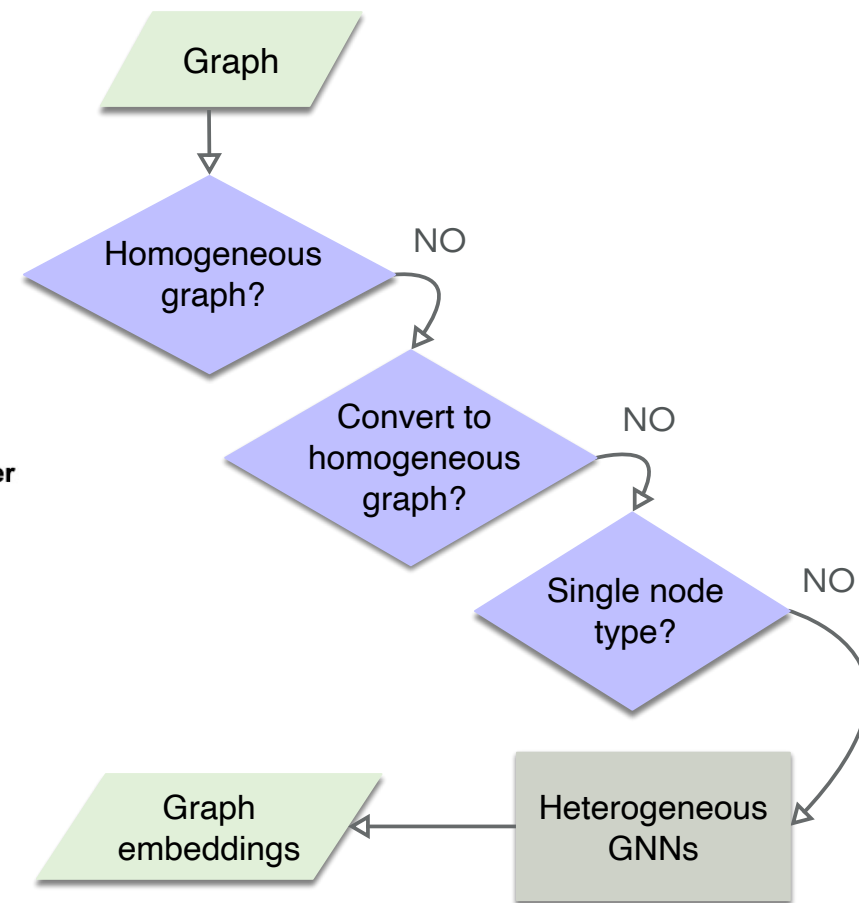 Graph
NO
Homogeneous
graph?
NO
Convert to
homogeneous
graph?
NO
Single node
type?
Graph
embeddings
Heterogeneous
GNNs